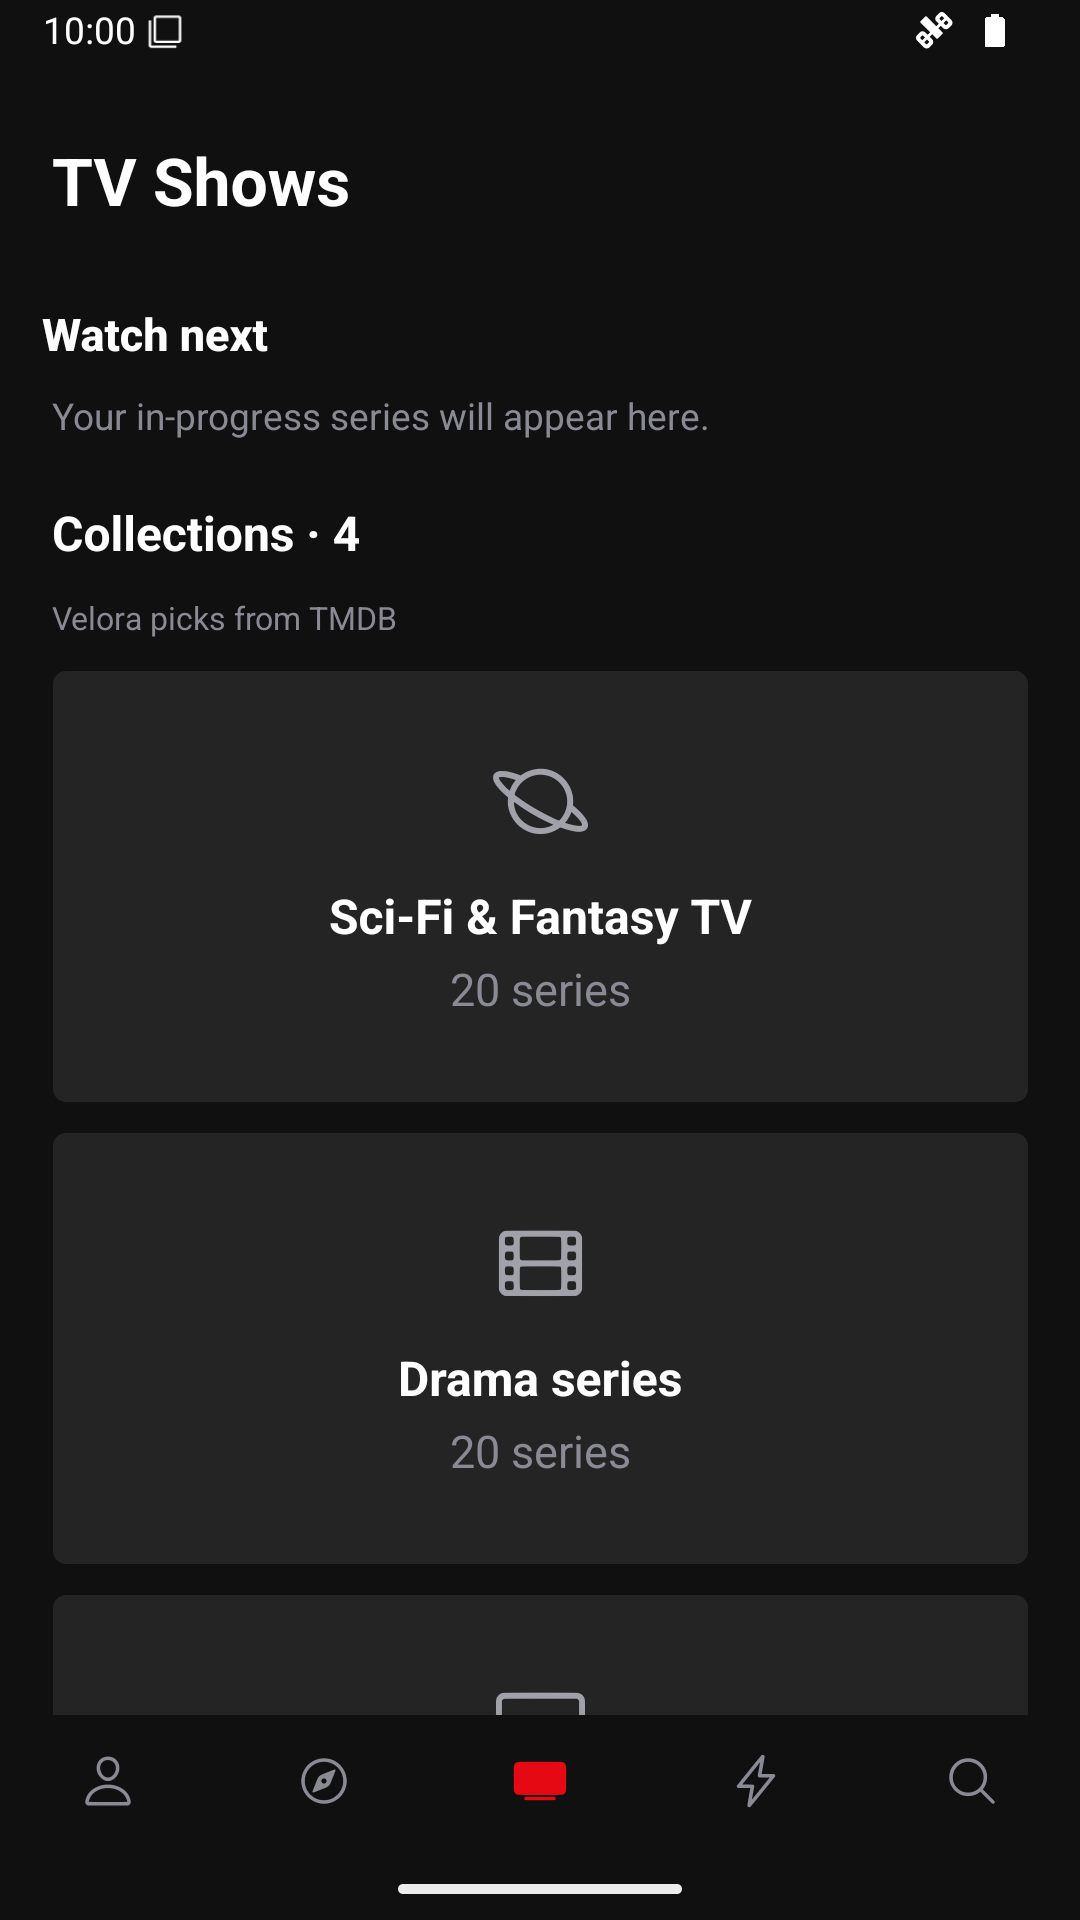 10:00
TV Shows
Watch next
Your in-progress series will appear here.
Collections · 4
Velora picks from TMDB
Sci-Fi & Fantasy TV
20 series
Drama series
20 series